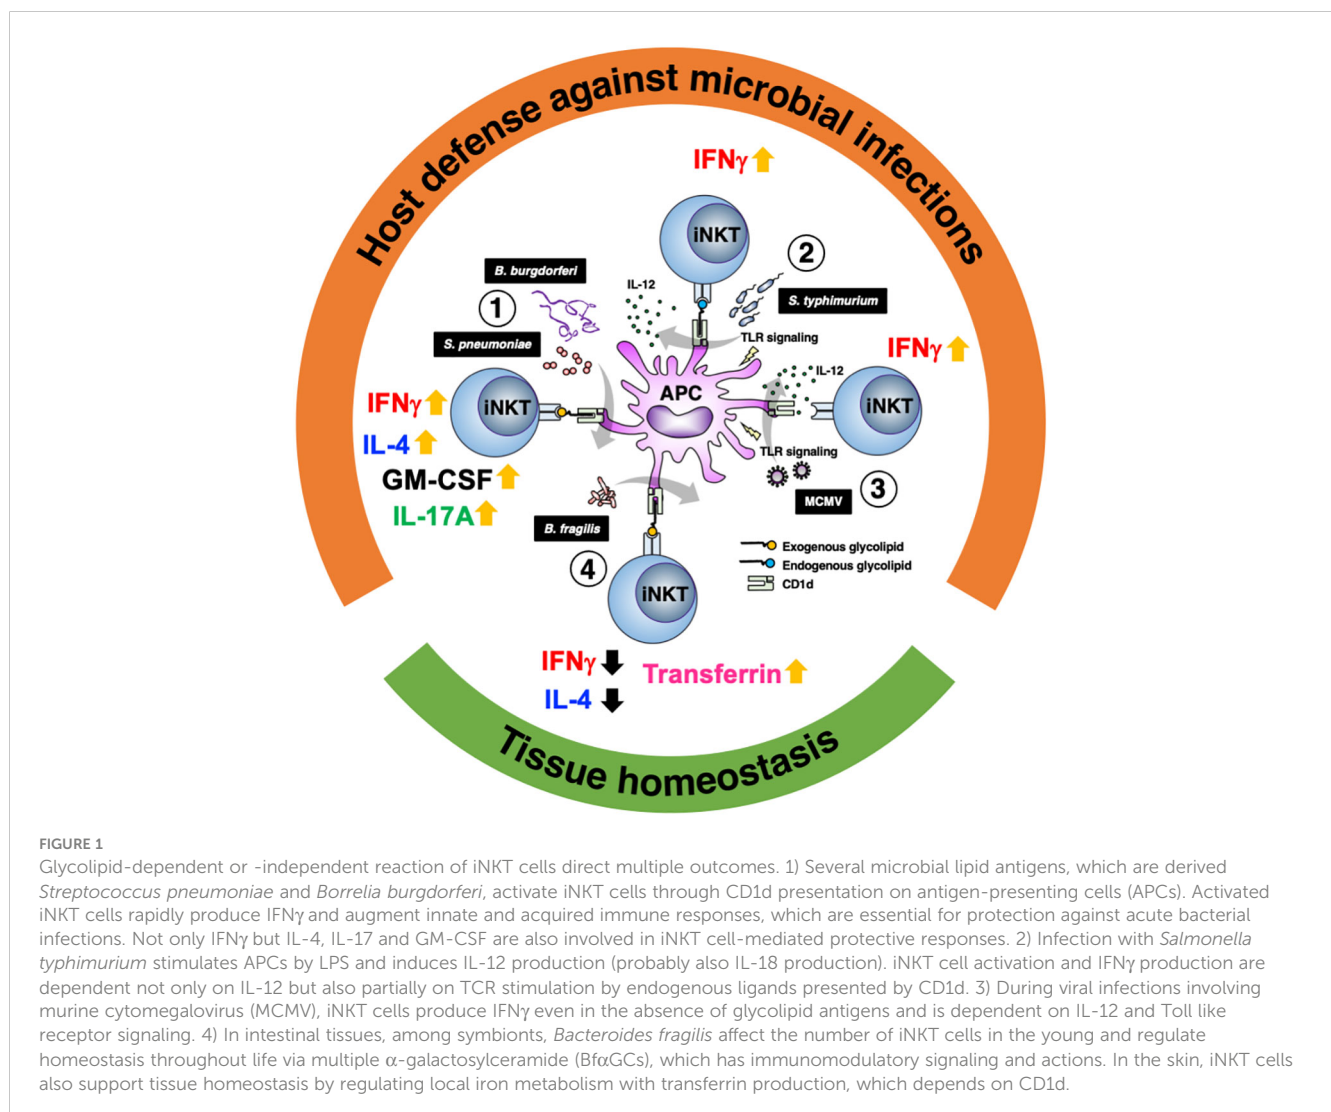 Host defense against microbial infections
IFNγ
iNKT
2
B. burgdorferi
IL-12
1
S. typhimurium
S. pneumoniae
TLR signaling
IFNγ
IL-12
APC
iNKT
iNKT
IFNγ
IL-4
TLR signaling
GM-CSF
3
MCMV
IL-17A
B. fragilis
Exogenous glycolipid
4
Endogenous glycolipid
CD1d
iNKT
IFNγ
Transferrin
IL-4
Tissue homeostasis
FIGURE 1
Glycolipid-dependent or -independent reaction of iNKT cells direct multiple outcomes. 1) Several microbial lipid antigens, which are derived
Streptococcus pneumoniae and Borrelia burgdorferi, activate iNKT cells through CD1d presentation on antigen-presenting cells (APCs). Activated
iNKT cells rapidly produce IFNγ and augment innate and acquired immune responses, which are essential for protection against acute bacterial
infections. Not only IFNγ but IL-4, IL-17 and GM-CSF are also involved in iNKT cell-mediated protective responses. 2) Infection with Salmonella
typhimurium stimulates APCs by LPS and induces IL-12 production (probably also IL-18 production). iNKT cell activation and IFNγ production are
dependent not only on IL-12 but also partially on TCR stimulation by endogenous ligands presented by CD1d. 3) During viral infections involving
murine cytomegalovirus (MCMV), iNKT cells produce IFNγ even in the absence of glycolipid antigens and is dependent on IL-12 and Toll like
receptor signaling. 4) In intestinal tissues, among symbionts, Bacteroides fragilis affect the number of iNKT cells in the young and regulate
homeostasis throughout life via multiple α-galactosylceramide (BfαGCs), which has immunomodulatory signaling and actions. In the skin, iNKT cells
also support tissue homeostasis by regulating local iron metabolism with transferrin production, which depends on CD1d.